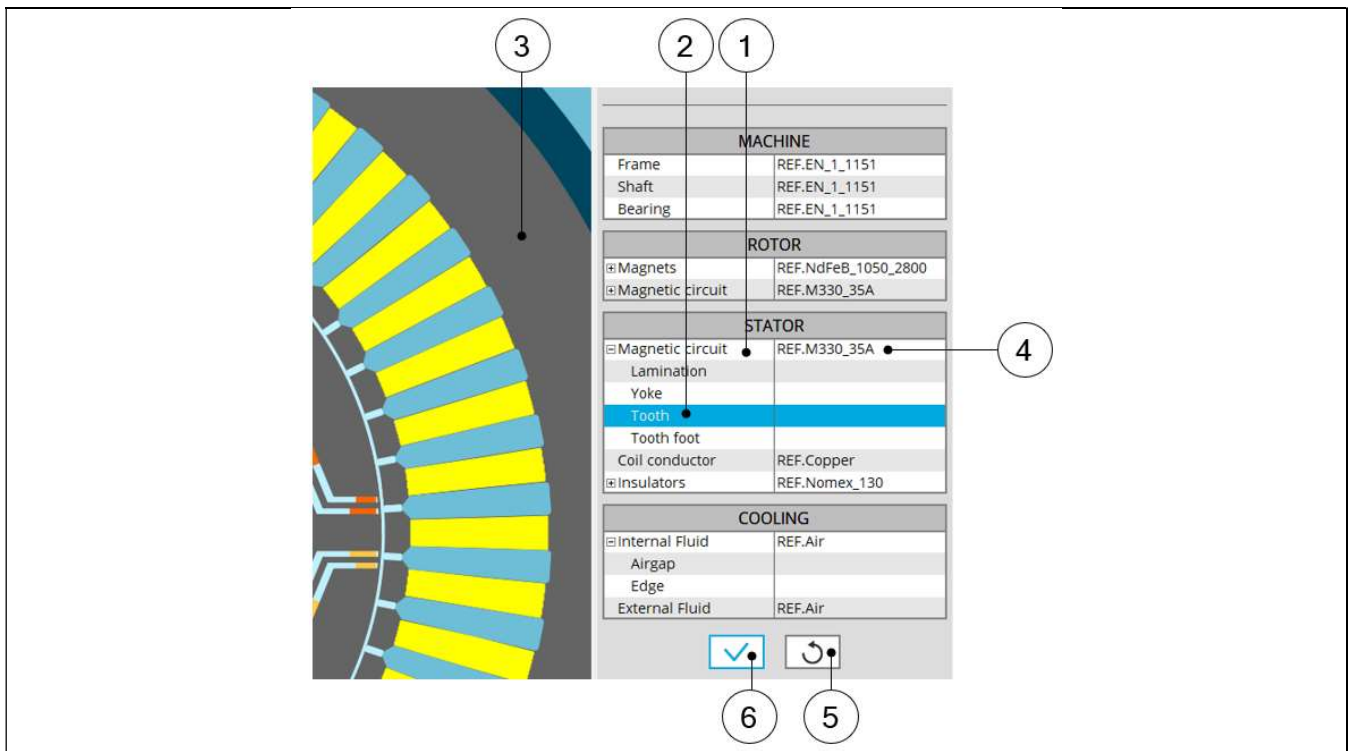 3 2 1
MACHINE
Frame REF.EN_1_1151
Shaft REF.EN_1_1151
Bearing REF.EN_1_1151
ROTOR
Magnets REF.NdFeB_1050_2800
Magnetic circuit REF.M330_35A
STATOR
Magnetic circuit REF.M330_35A
4
Lamination
Yoke
Tooth
Tooth foot
Coil conductor REF.Copper
Insulators REF.Nomex_130
COOLING
Internal Fluid REF.Air
Airgap
Edge
External Fluid REF.Air
6 5